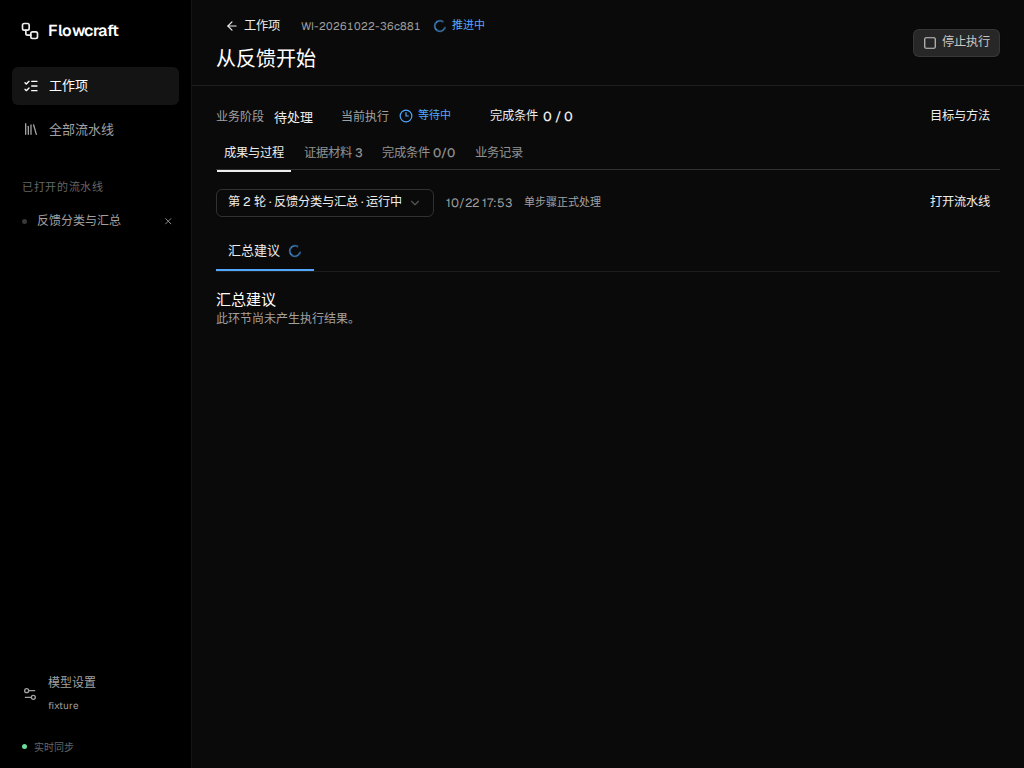 Flowcraft
工作项
全部流水线
已打开的流水线
反馈分类与汇总
模型设置
fixture
实时同步
工作项 WI-20261022-36c881 推进中
从反馈开始
停止执行
业务阶段 待处理 当前执行 等待中 完成条件 0 / 0 目标与方法
成果与过程 证据材料 3 完成条件 0/0 业务记录
第 2 轮 · 反馈分类与汇总 · 运行中 10/22 17:53 单步骤正式处理 打开流水线
汇总建议
汇总建议
此环节尚未产生执行结果。